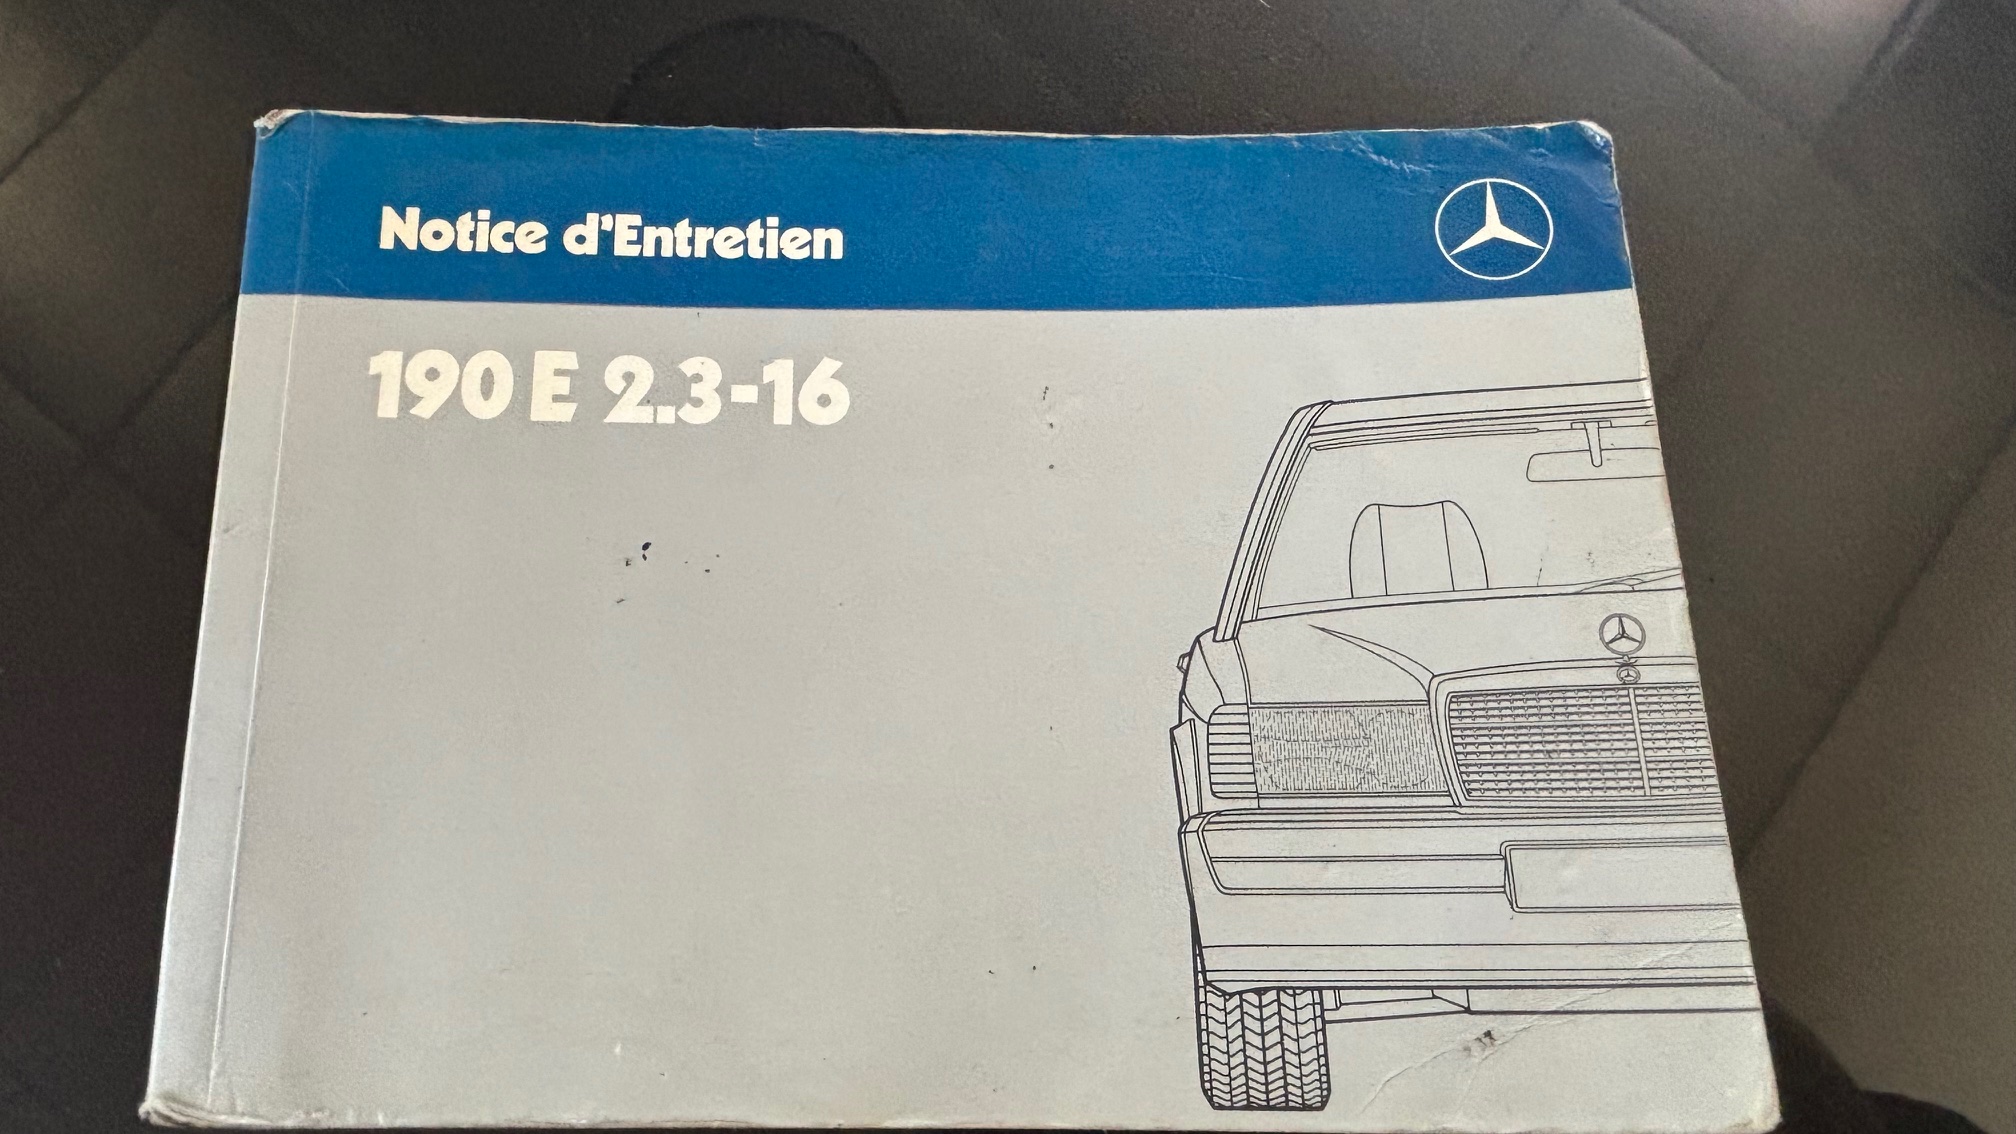 Notice d'Entretien
190 E 2.3-16